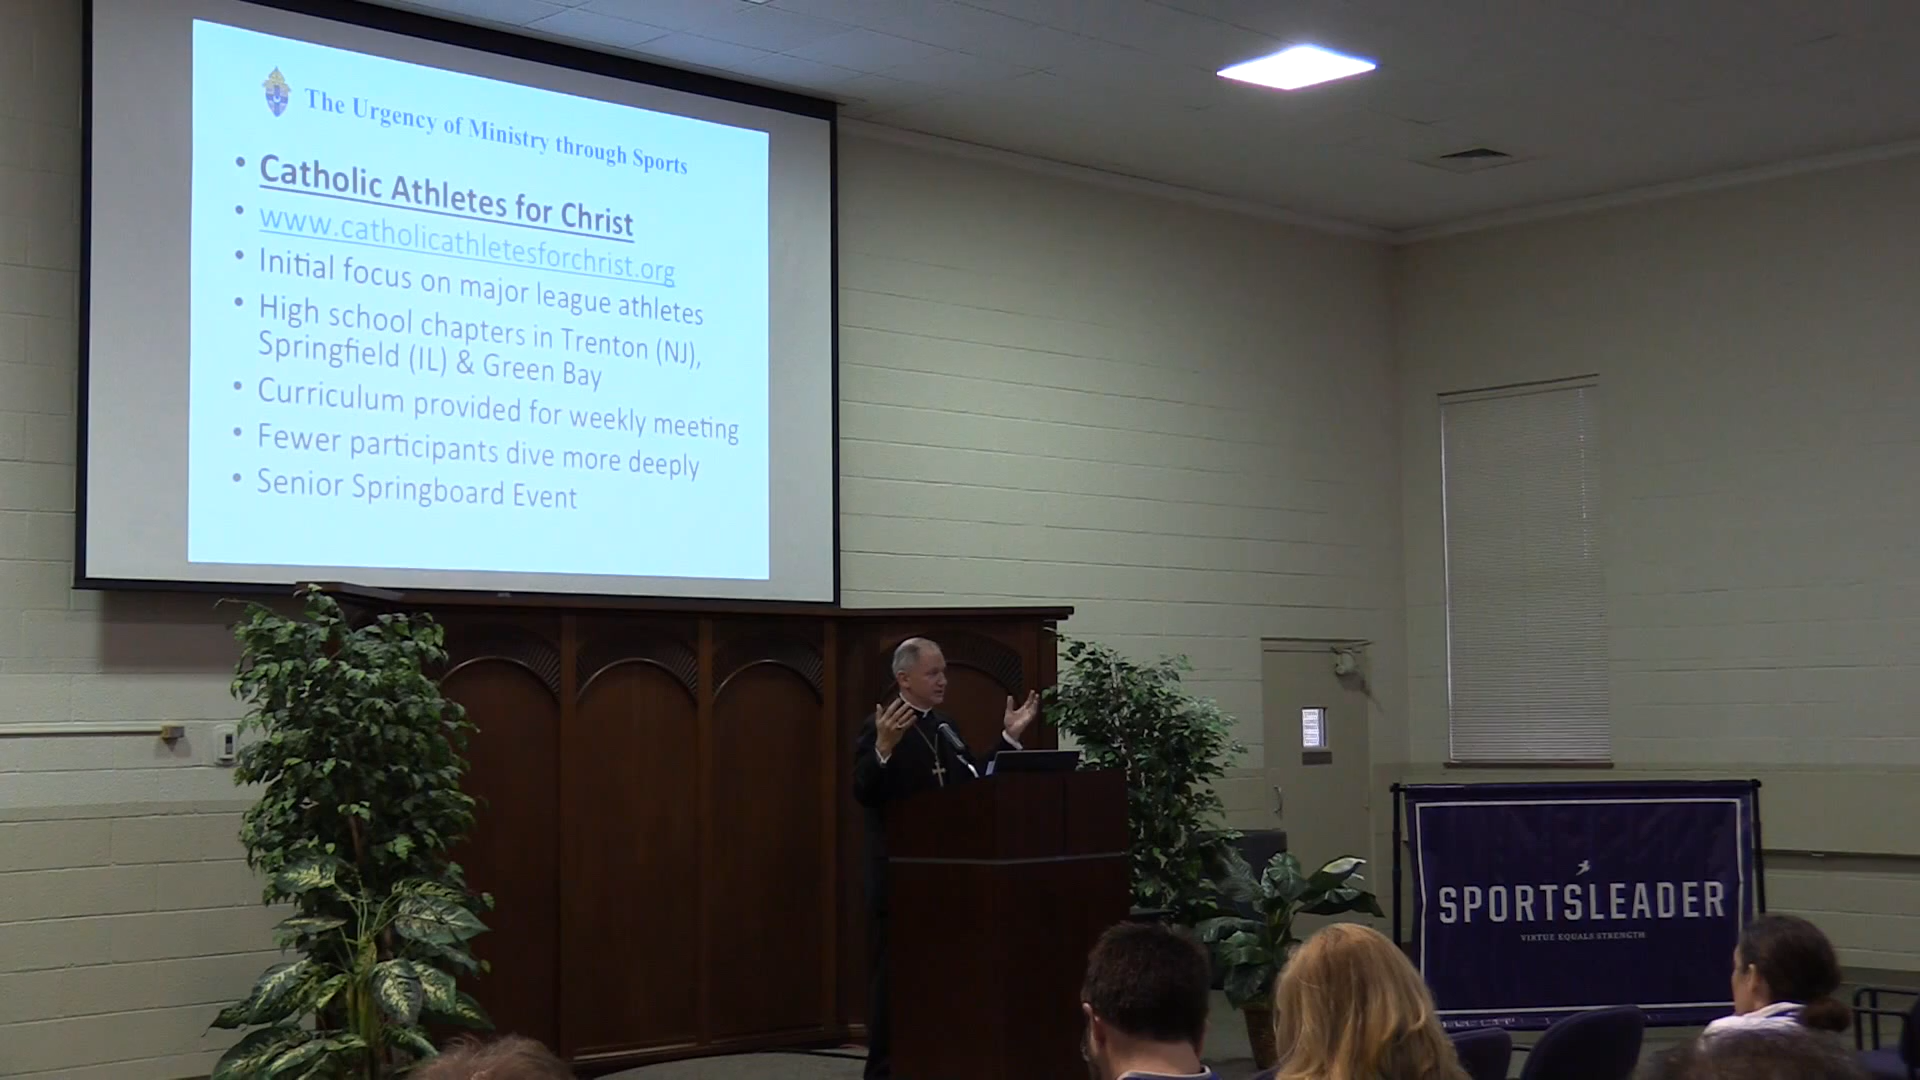 The Urgency of Ministry through Sports
• Catholic Athletes for Christ
• www.catholicathletesforchrist.org
• Initial focus on major league athletes
• High school chapters in Trenton (NJ),
Springfield (IL) & Green Bay
• Curriculum provided for weekly meeting
• Fewer participants dive more deeply
• Senior Springboard Event
SPORTSLEADER
VIRTUE EQUALS STRENGTH